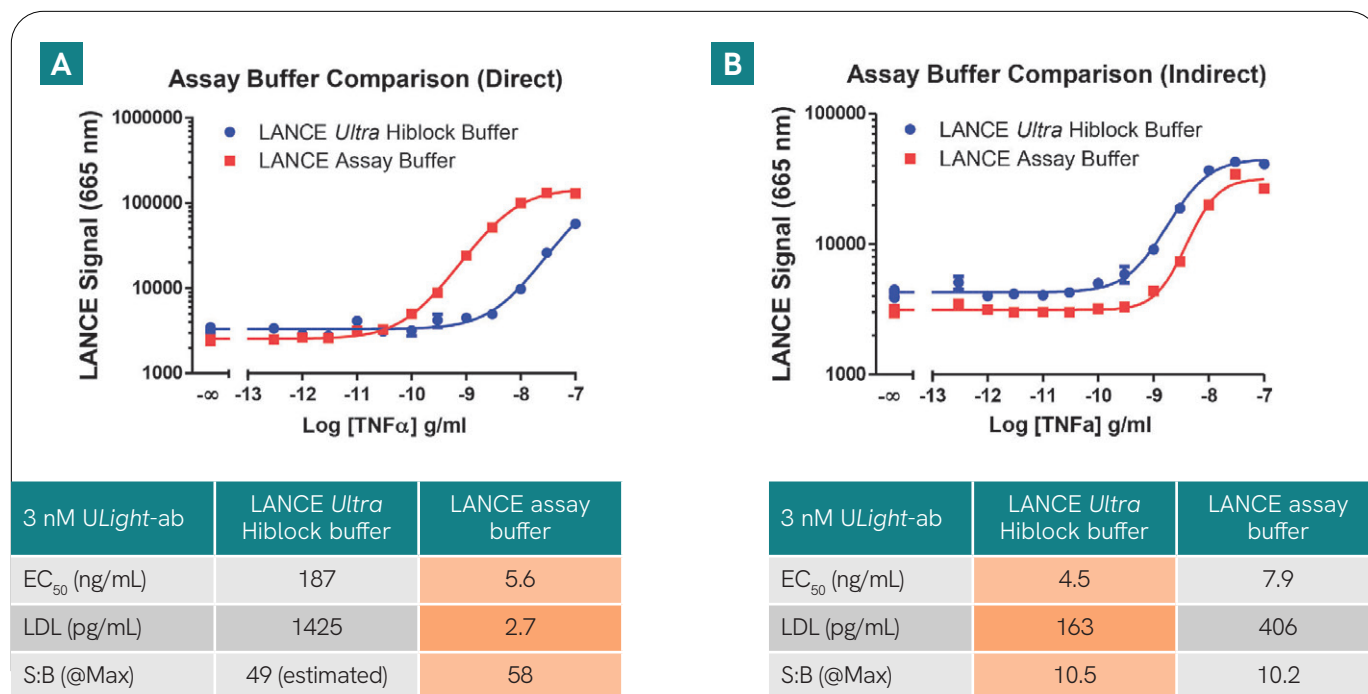 A
Assay Buffer Comparison (Direct)
LANCE Signal (665 nm)
1000000
100000
10000
1000
LANCE Ultra Hiblock Buffer
LANCE Assay Buffer
-∞ -13 -12 -11 -10 -9 -8 -7
Log [TNFα] g/ml
3 nM ULight-ab
LANCE Ultra
Hiblock buffer
LANCE assay
buffer
EC50 (ng/mL) 187 5.6
LDL (pg/mL) 1425 2.7
S:B (@Max) 49 (estimated) 58
B
Assay Buffer Comparison (Indirect)
LANCE Signal (665 nm)
100000
10000
1000
LANCE Ultra Hiblock Buffer
LANCE Assay Buffer
-∞ -13 -12 -11 -10 -9 -8 -7
Log [TNFa] g/ml
3 nM ULight-ab
LANCE Ultra
Hiblock buffer
LANCE assay
buffer
EC50 (ng/mL) 4.5 7.9
LDL (pg/mL) 163 406
S:B (@Max) 10.5 10.2